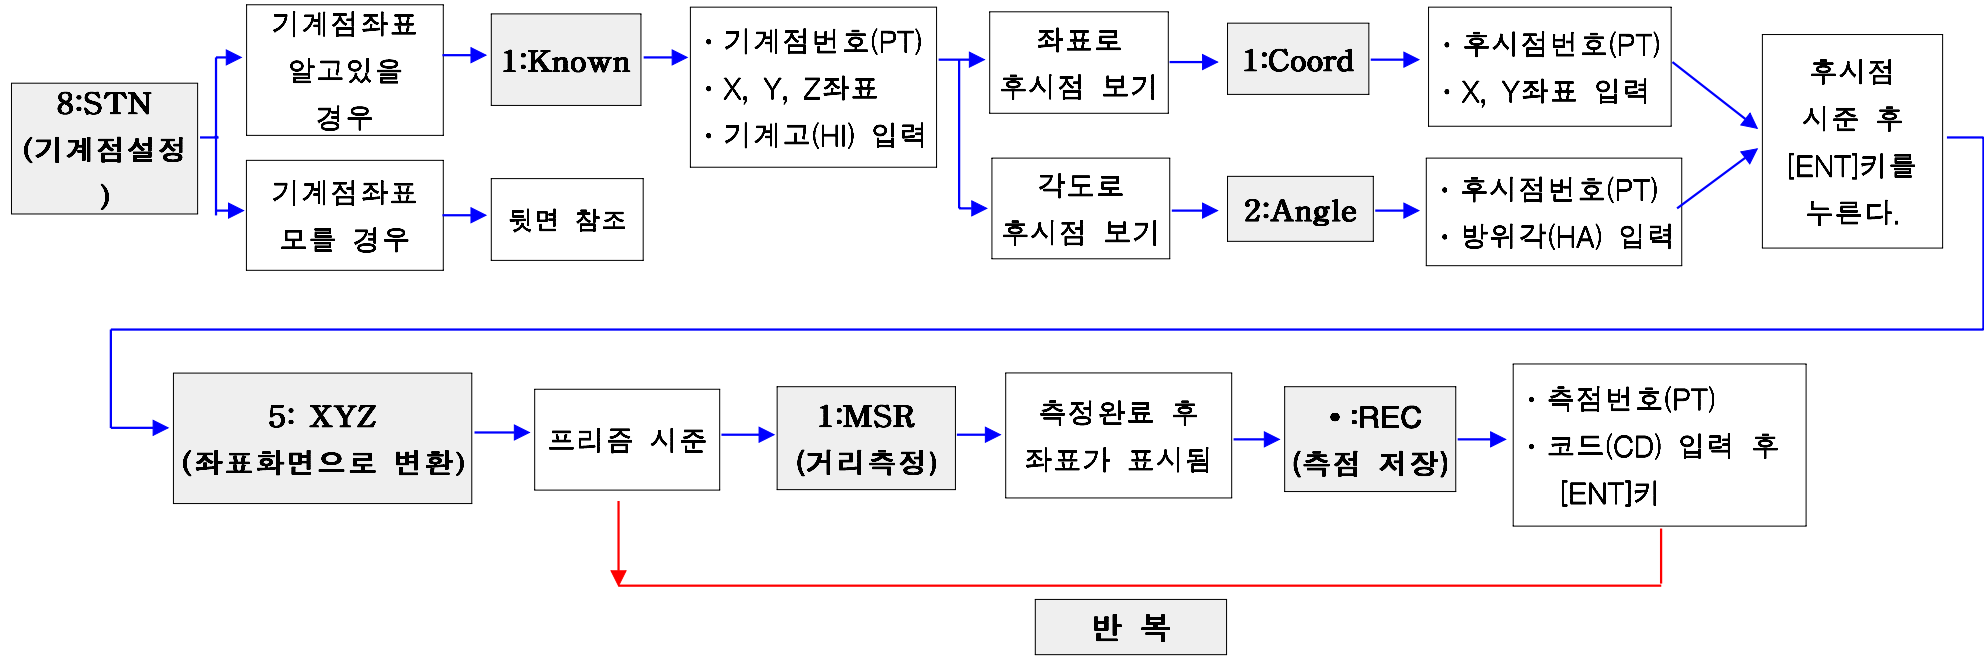 8:STN
(기계점설정
)
기계점좌표
알고있을
경우
1:Known
· 기계점번호(PT)
· X, Y, Z좌표
· 기계고(HI) 입력
좌표로
후시점 보기
1:Coord
· 후시점번호(PT)
· X, Y좌표 입력
기계점좌표
모를 경우
뒷면 참조
각도로
후시점 보기
2:Angle
· 후시점번호(PT)
· 방위각(HA) 입력
후시점
시준 후
[ENT]키를
누른다.
5: XYZ
(좌표화면으로 변환)
프리즘 시준
1:MSR
(거리측정)
측정완료 후
좌표가 표시됨
• :REC
(측점 저장)
· 측점번호(PT)
· 코드(CD) 입력 후
[ENT]키
반 복